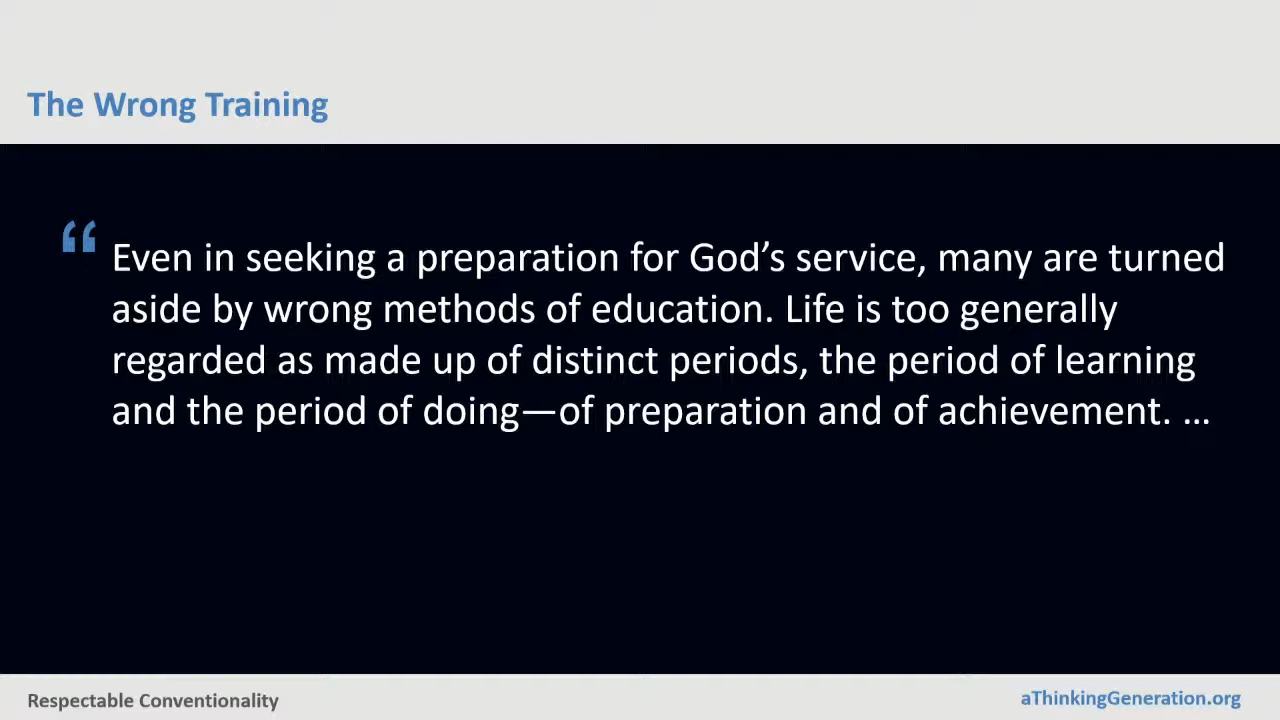 The Wrong Training
“
Even in seeking a preparation for God’s service, many are turned
aside by wrong methods of education. Life is too generally
regarded as made up of distinct periods, the period of learning
and the period of doing—of preparation and of achievement. …
Respectable Conventionality
aThinkingGeneration.org